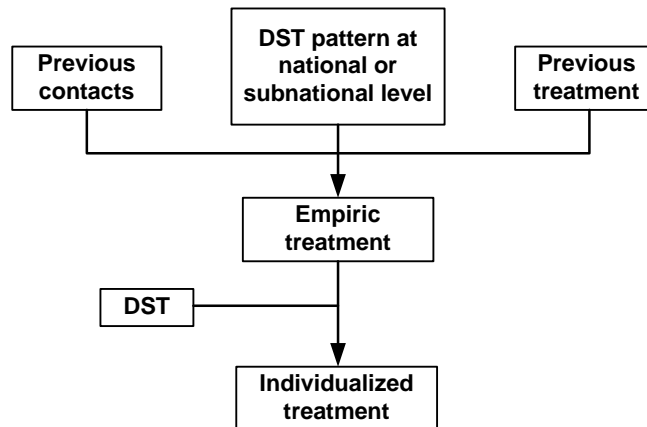 Previous
contacts
DST pattern at
national or
subnational level
Previous
treatment
Empiric
treatment
DST
Individualized
treatment